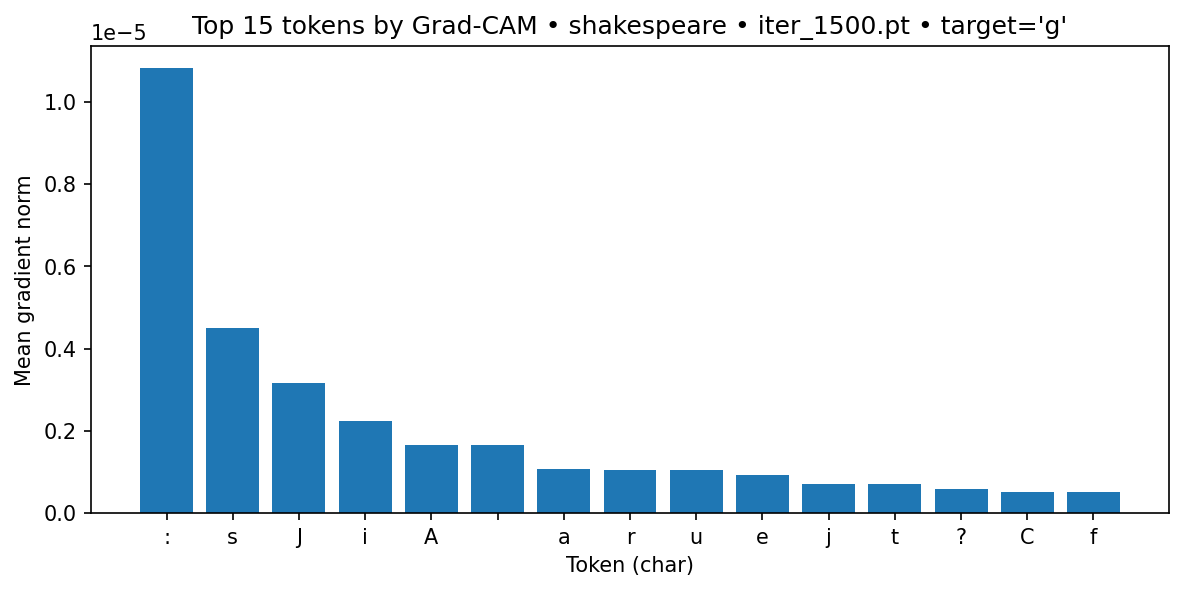 Top 15 tokens by Grad-CAM • shakespeare • iter_1500.pt • target='g'
1e−5
1.0
0.8
0.6
0.4
0.2
0.0
Mean gradient norm
: s J i A a r u e j t ? C f
Token (char)